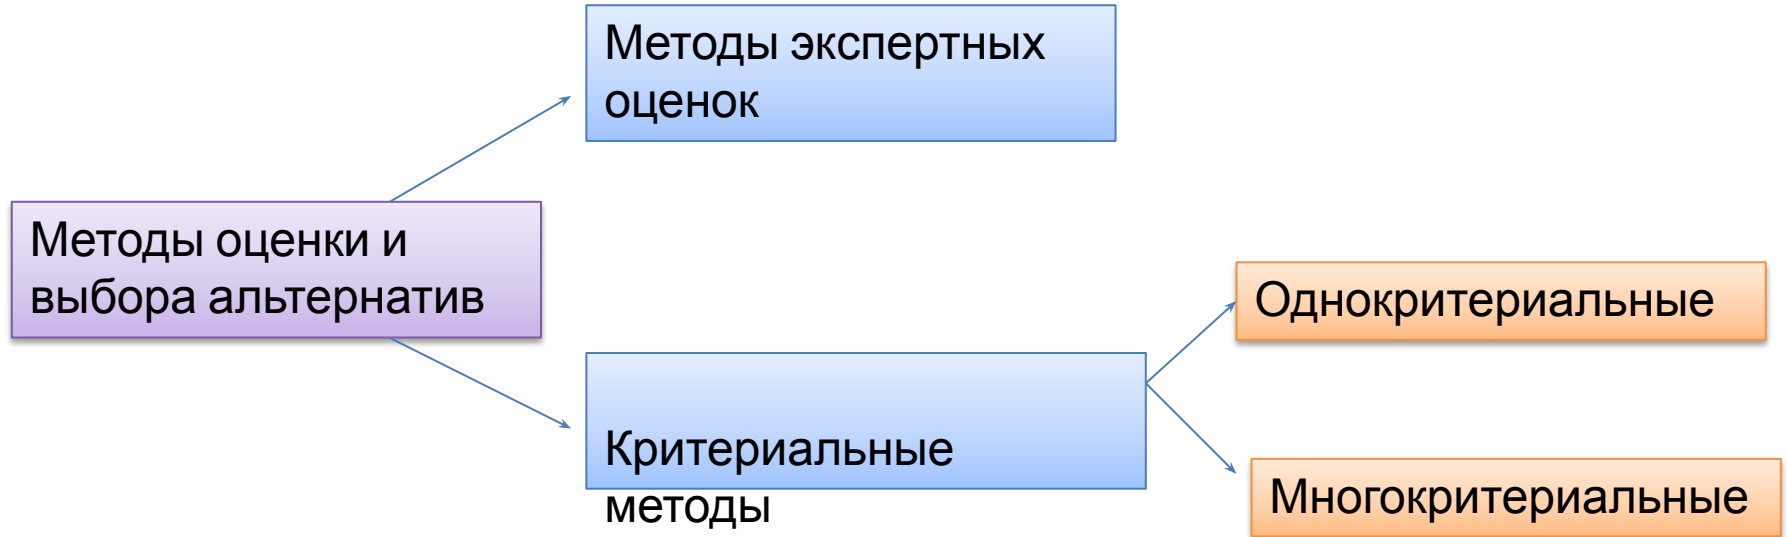 Методы экспертных
оценок
Методы оценки и
выбора альтернатив
Однокритериальные
Критериальные
методы
Многокритериальные